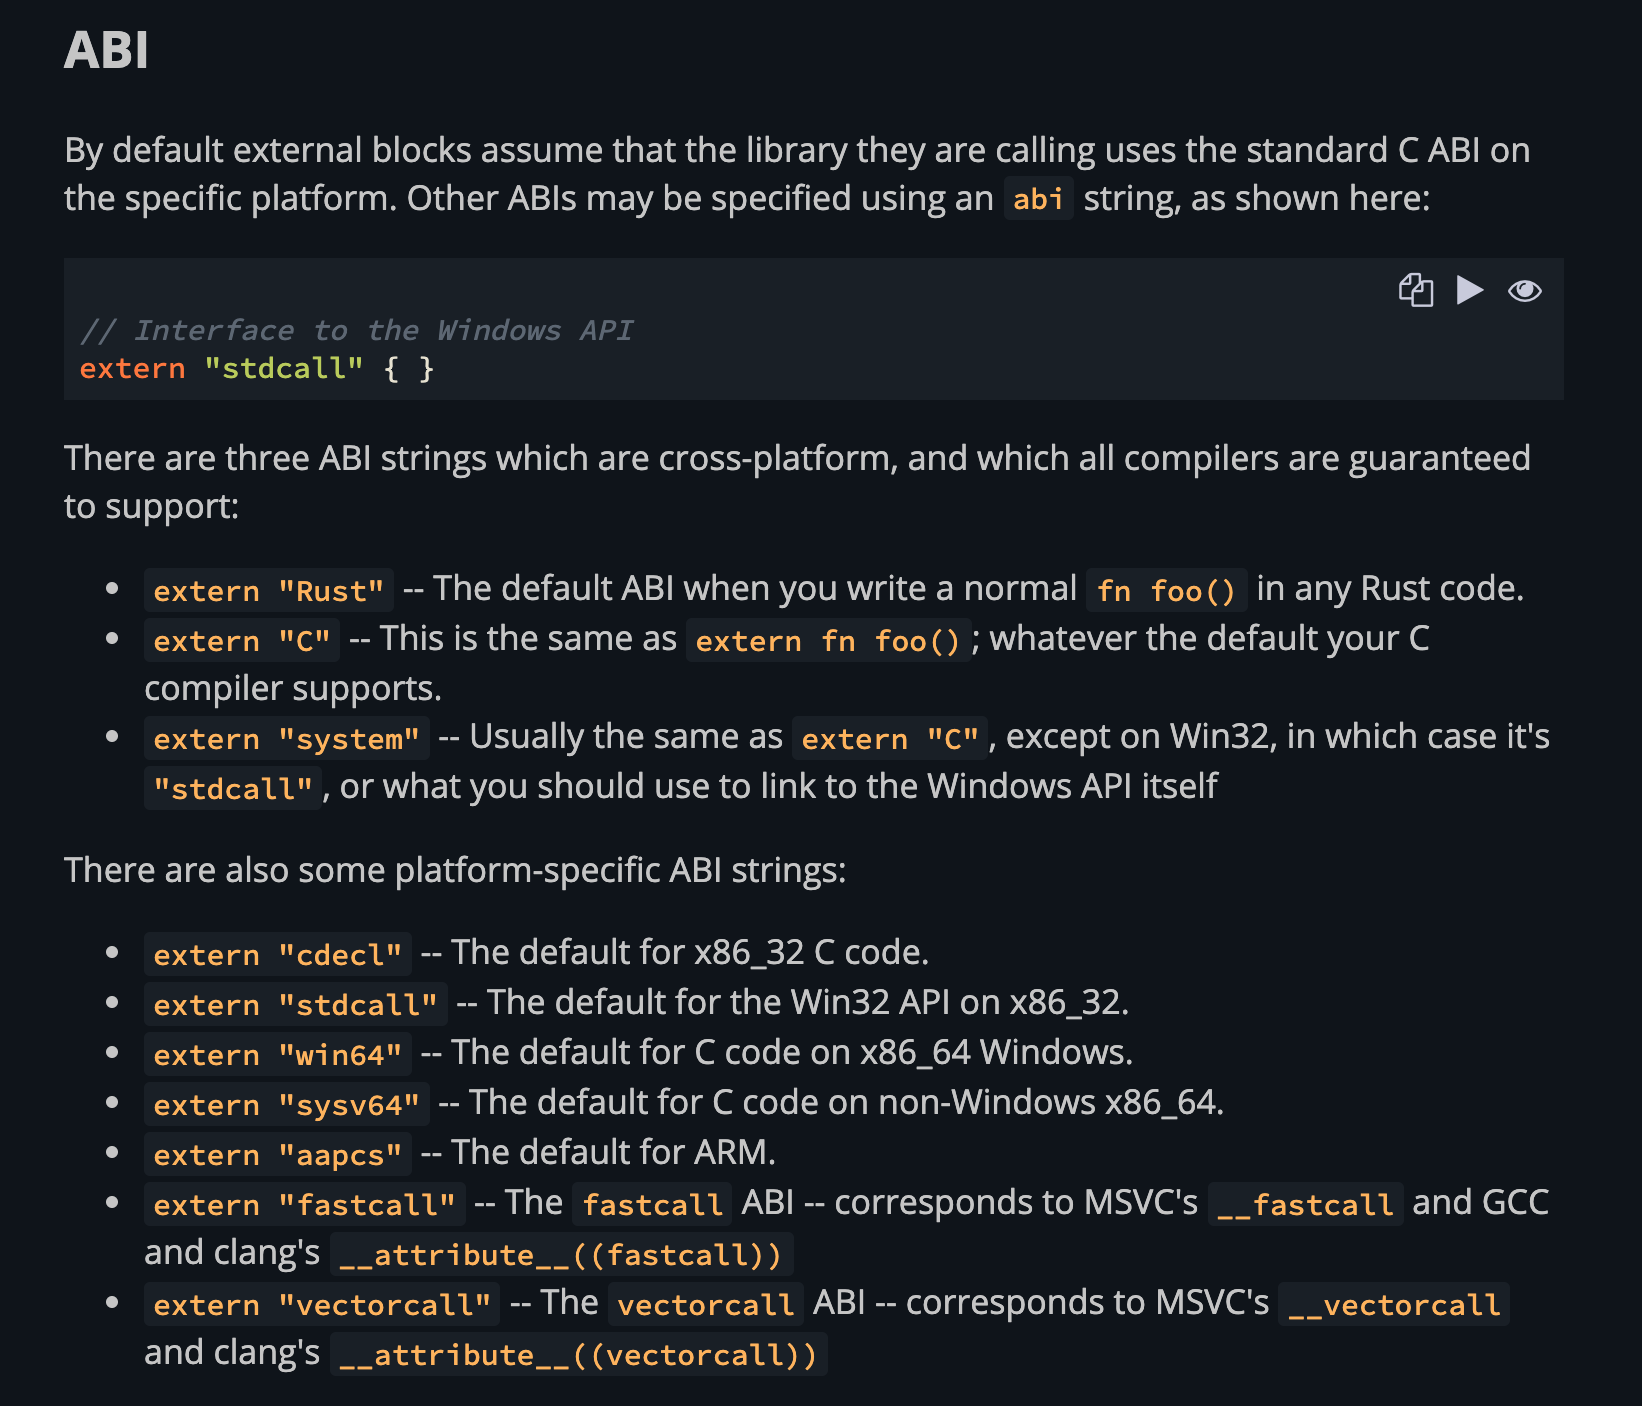 ABI
By default external blocks assume that the library they are calling uses the standard C ABI on
the specific platform. Other ABIs may be specified using an abi string, as shown here:
// Interface to the Windows API
extern "stdcall" { }
There are three ABI strings which are cross-platform, and which all compilers are guaranteed
to support:
• extern "Rust" -- The default ABI when you write a normal fn foo() in any Rust code.
• extern "C" -- This is the same as extern fn foo(); whatever the default your C
compiler supports.
• extern "system" -- Usually the same as extern "C", except on Win32, in which case it's
"stdcall", or what you should use to link to the Windows API itself
There are also some platform-specific ABI strings:
• extern "cdecl" -- The default for x86_32 C code.
• extern "stdcall" -- The default for the Win32 API on x86_32.
• extern "win64" -- The default for C code on x86_64 Windows.
• extern "sysv64" -- The default for C code on non-Windows x86_64.
• extern "aapcs" -- The default for ARM.
• extern "fastcall" -- The fastcall ABI -- corresponds to MSVC's __fastcall and GCC
and clang's __attribute__((fastcall))
• extern "vectorcall" -- The vectorcall ABI -- corresponds to MSVC's __vectorcall
and clang's __attribute__((vectorcall))